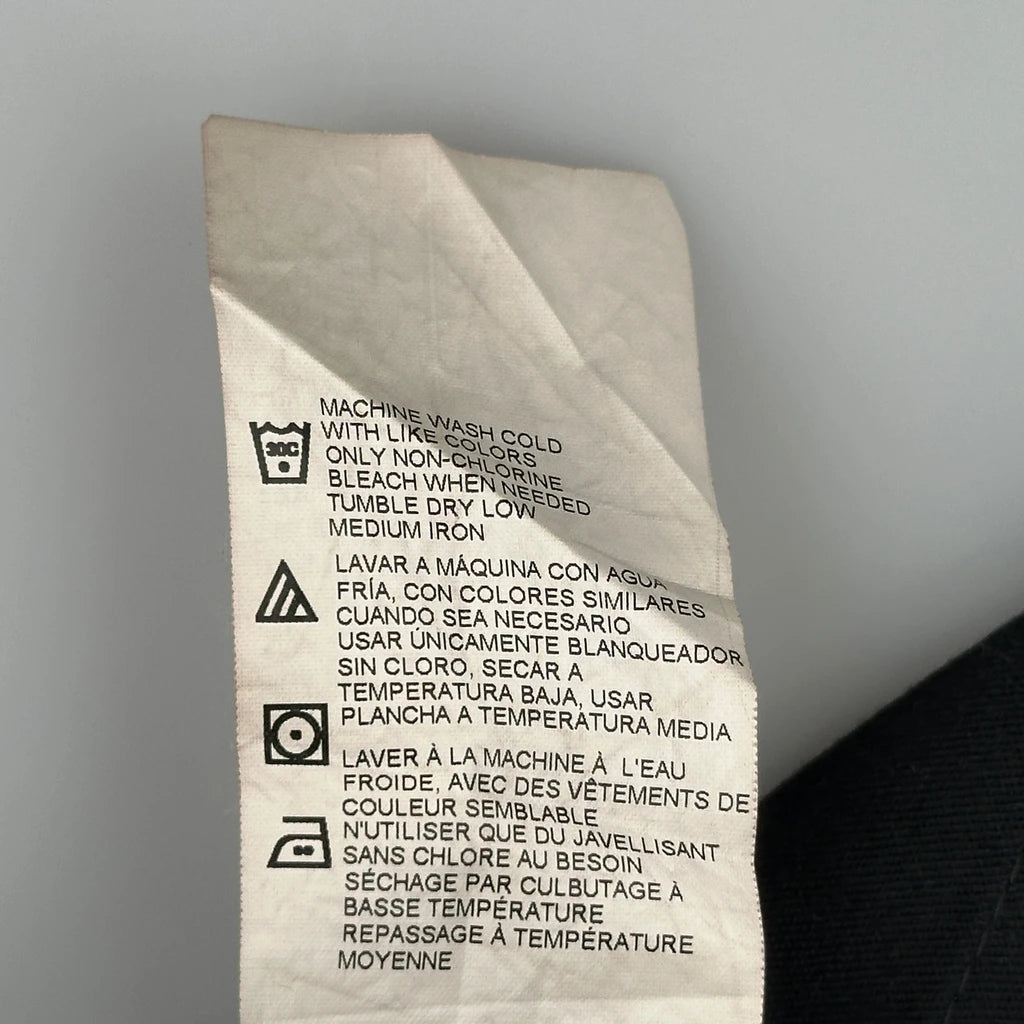 MACHINE WASH COLD
WITH LIKE COLORS
ONLY NON-CHLORINE
BLEACH WHEN NEEDED
TUMBLE DRY LOW
MEDIUM IRON
30C
LAVAR A MÁQUINA CON AGUA
FRÍA, CON COLORES SIMILARES
CUANDO SEA NECESARIO
USAR ÚNICAMENTE BLANQUEADOR
SIN CLORO, SECAR A
TEMPERATURA BAJA, USAR
PLANCHA A TEMPERATURA MEDIA
LAVER À LA MACHINE À L'EAU
FROIDE, AVEC DES VÊTEMENTS DE
COULEUR SEMBLABLE
N'UTILISER QUE DU JAVELLISANT
SANS CHLORE AU BESOIN
SÉCHAGE PAR CULBUTAGE À
BASSE TEMPÉRATURE
REPASSAGE À TEMPÉRATURE
MOYENNE